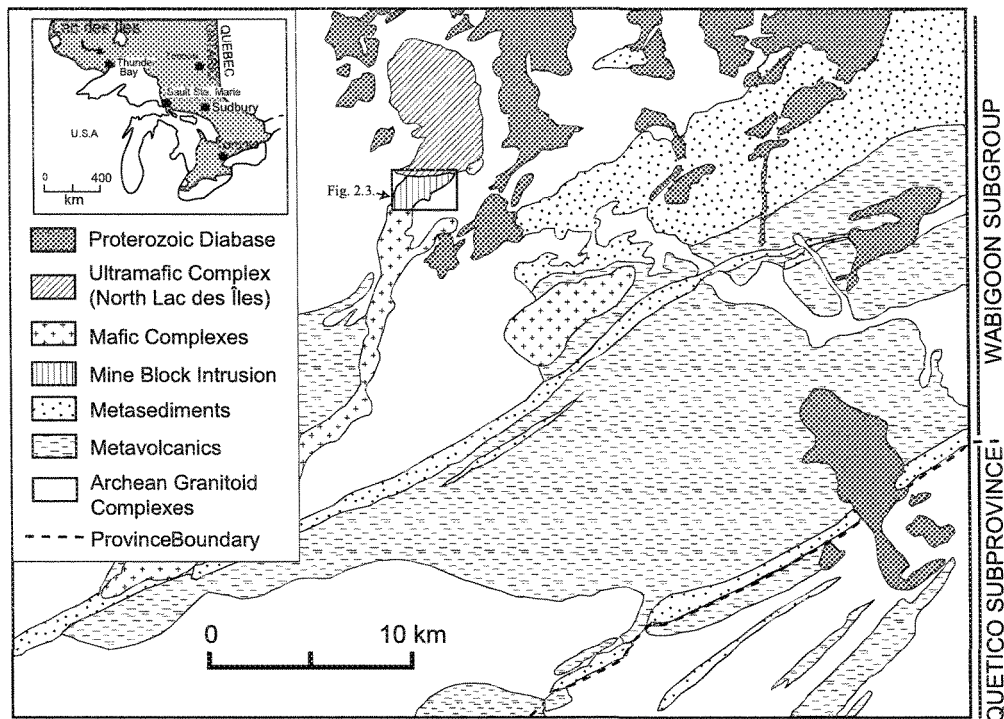 Lac des Îles
QUEBEC
Thunder
Bay
Sault Ste. Marie
Sudbury
U.S.A
0 400
km
Fig. 2.3.
Proterozoic Diabase
Ultramafic Complex
(North Lac des Îles)
Mafic Complexes
Mine Block Intrusion
Metasediments
Metavolcanics
Archean Granitoid
Complexes
ProvinceBoundary
0 10 km
WABIGOON SUBGROUP
QUETICO SUBPROVINCE